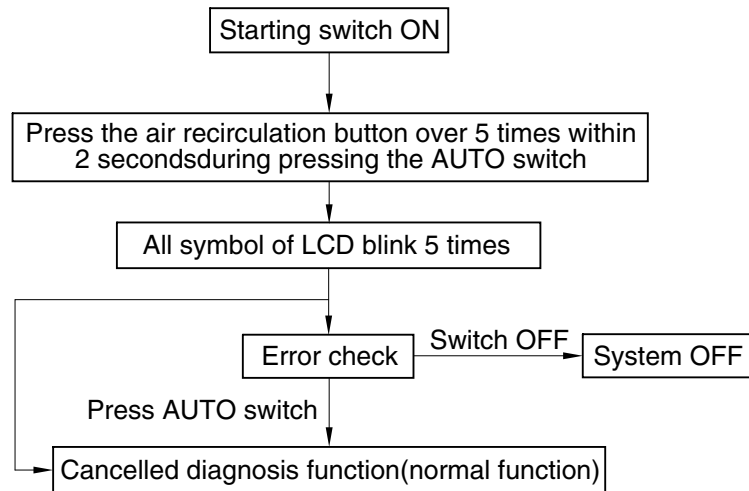 Starting switch ON
Press the air recirculation button over 5 times within
2 secondsduring pressing the AUTO switch
All symbol of LCD blink 5 times
Error check
Switch OFF
System OFF
Press AUTO switch
Cancelled diagnosis function(normal function)